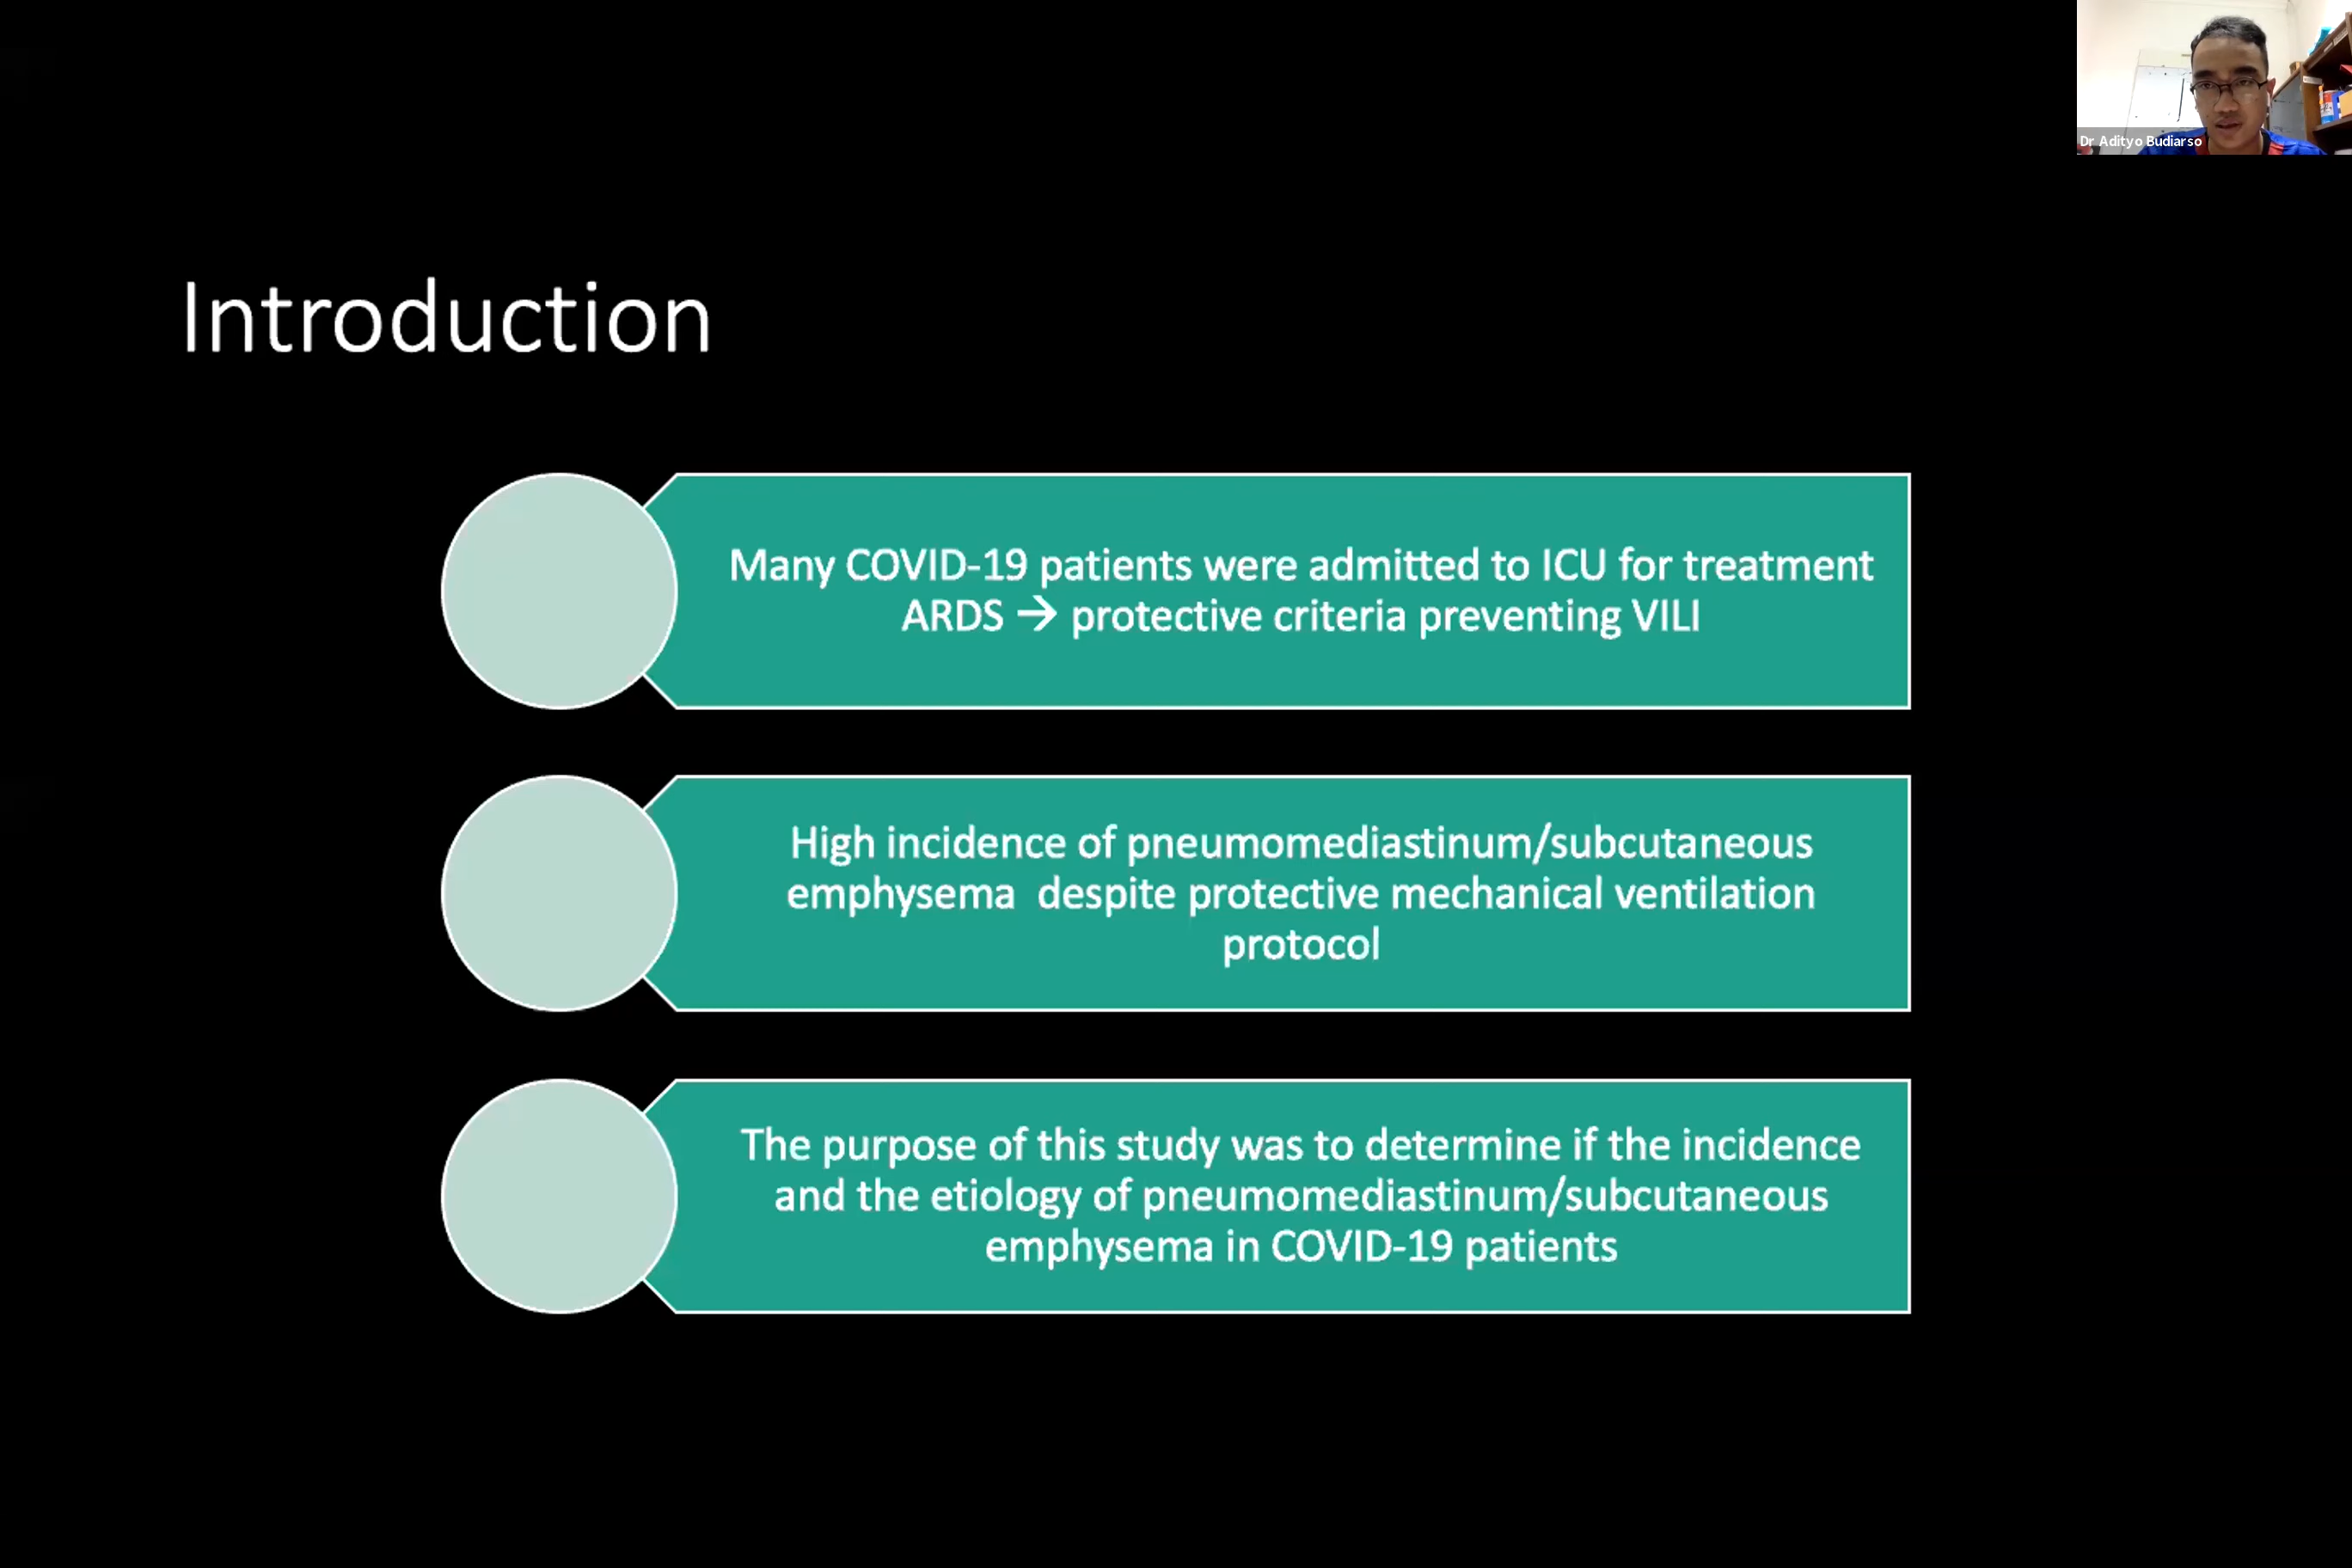 Dr Adityo Budiarso
Introduction
Many COVID-19 patients were admitted to ICU for treatment
ARDS → protective criteria preventing VILI
High incidence of pneumomediastinum/subcutaneous
emphysema  despite protective mechanical ventilation
protocol
The purpose of this study was to determine if the incidence
and the etiology of pneumomediastinum/subcutaneous
emphysema in COVID-19 patients